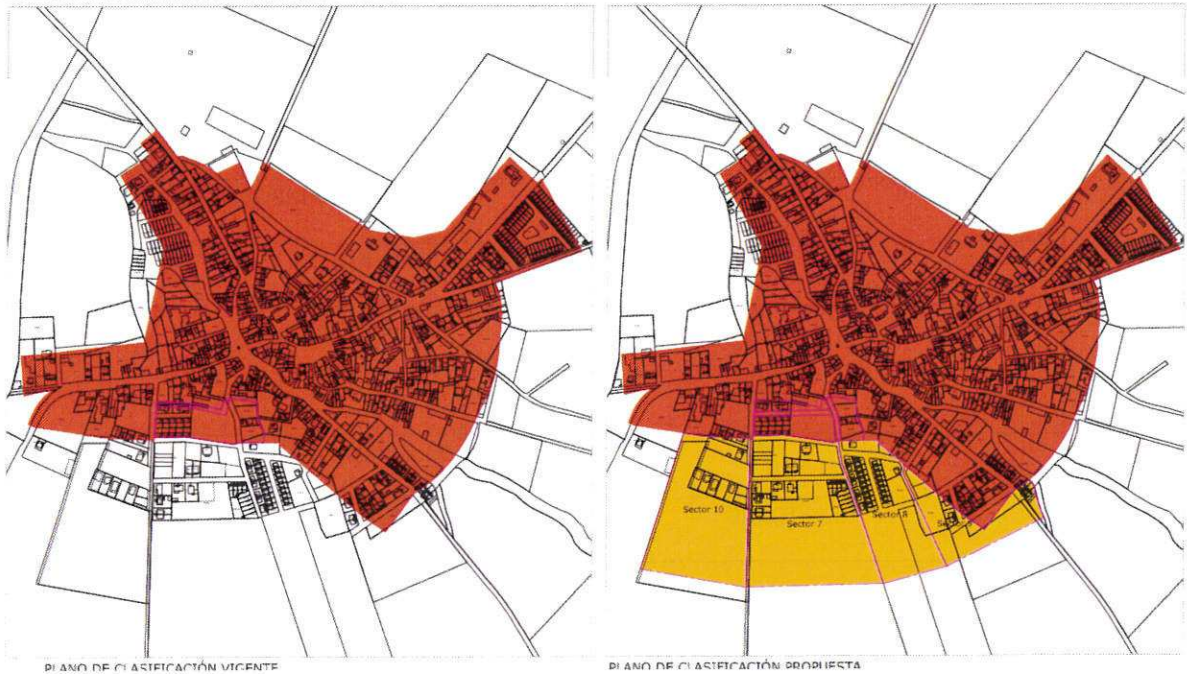 Sector 10
Sector 7
Sector 8
PLANO DE CLASIFICACIÓN VIGENTE
PLANO DE CLASIFICACIÓN PROPUESTA